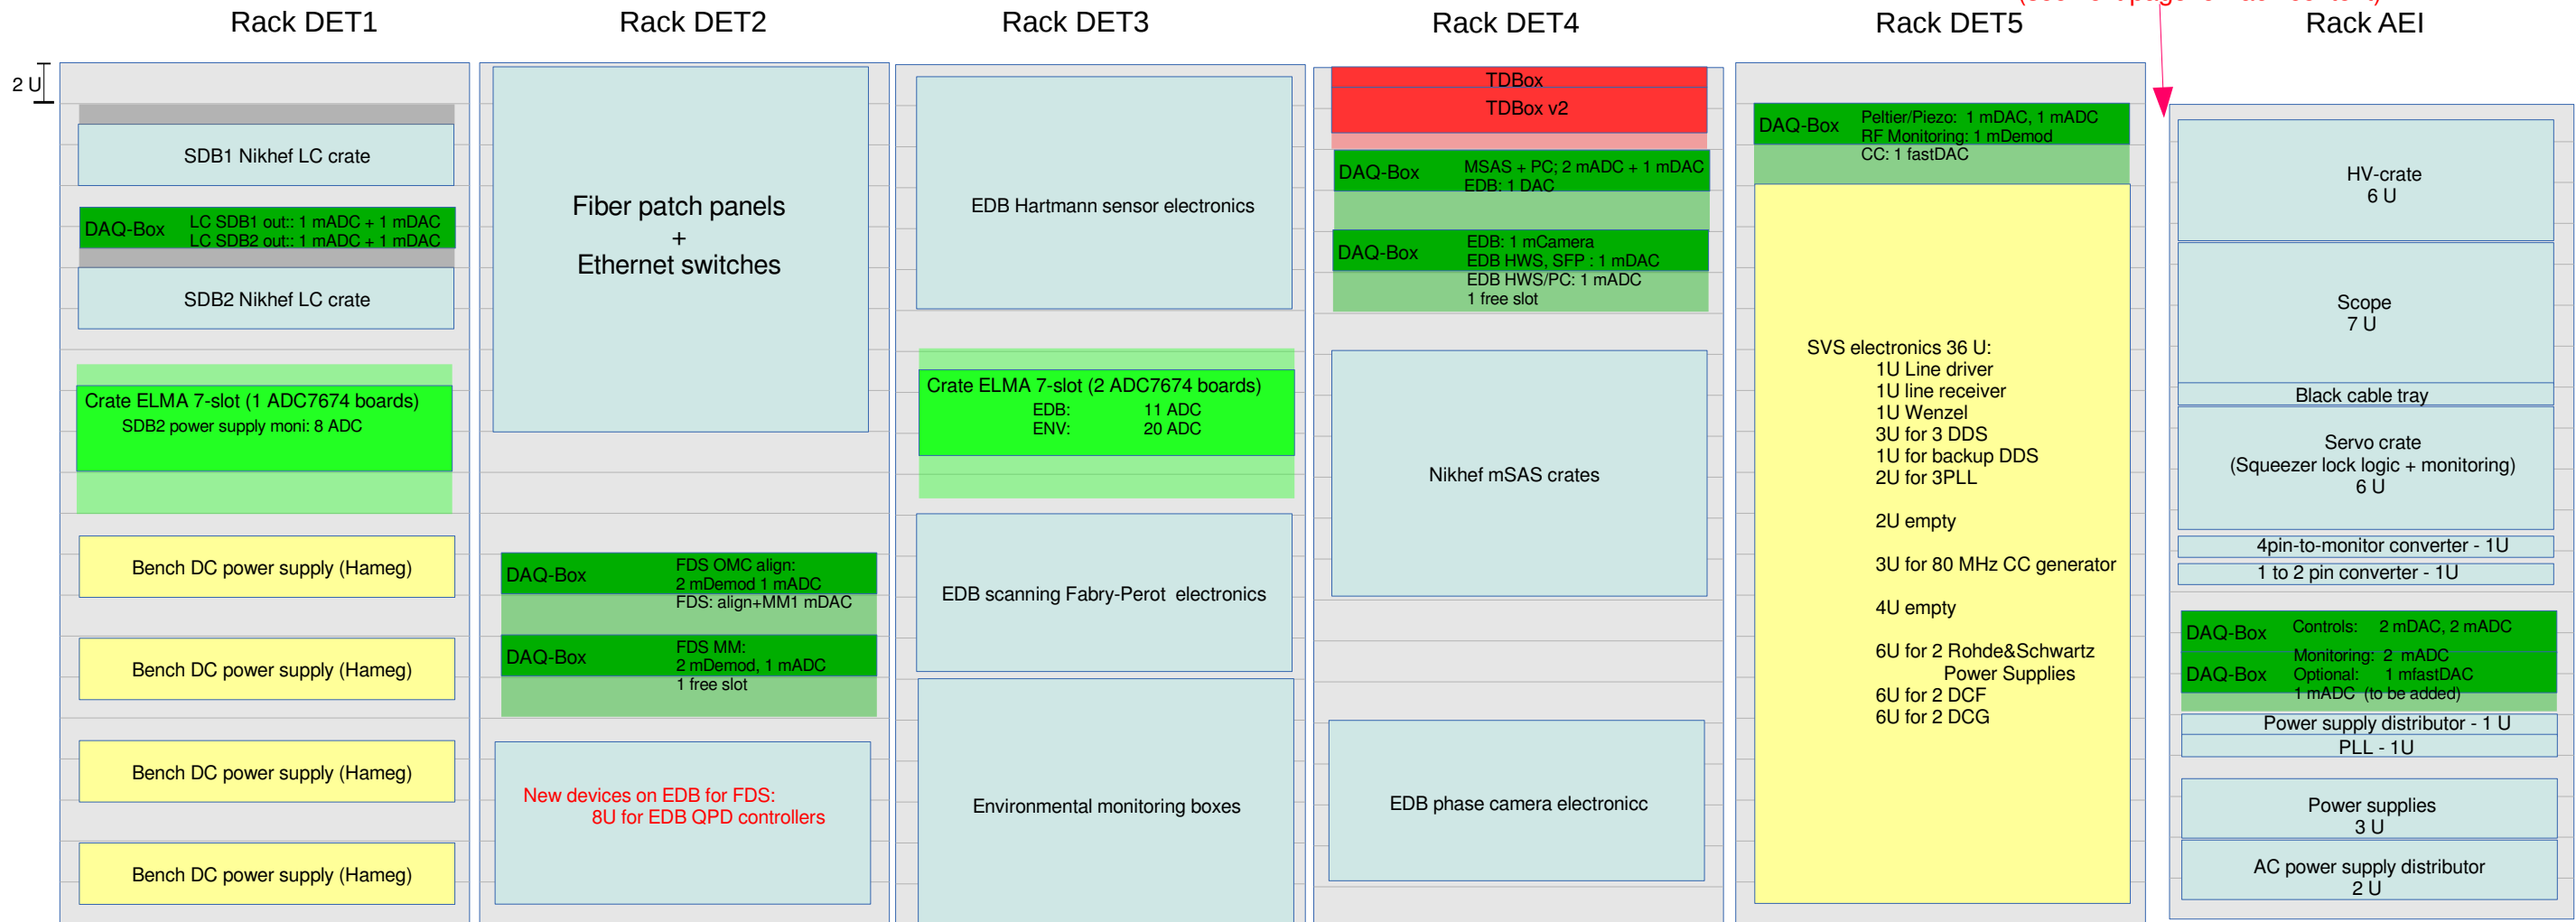 Rack DET1
Rack DET2
Rack DET3
Rack DET4
Rack DET5
Rack AEI
2 U
SDB1 Nikhef LC crate
DAQ-Box
LC SDB1 out:: 1 mADC + 1 mDAC
LC SDB2 out:: 1 mADC + 1 mDAC
SDB2 Nikhef LC crate
Crate ELMA 7-slot (1 ADC7674 boards)
SDB2 power supply moni: 8 ADC
Bench DC power supply (Hameg)
Bench DC power supply (Hameg)
Bench DC power supply (Hameg)
Bench DC power supply (Hameg)
Fiber patch panels
+
Ethernet switches
DAQ-Box
FDS OMC align:
2 mDemod 1 mADC
FDS: align+MM1 mDAC
DAQ-Box
FDS MM:
2 mDemod, 1 mADC
1 free slot
New devices on EDB for FDS:
8U for EDB QPD controllers
EDB Hartmann sensor electronics
Crate ELMA 7-slot (2 ADC7674 boards)
EDB: 11 ADC
ENV: 20 ADC
EDB scanning Fabry-Perot electronics
Environmental monitoring boxes
TDBox
TDBox v2
DAQ-Box
MSAS + PC; 2 mADC + 1 mDAC
EDB: 1 DAC
DAQ-Box
EDB: 1 mCamera
EDB HWS, SFP : 1 mDAC
EDB HWS/PC: 1 mADC
1 free slot
Nikhef mSAS crates
EDB phase camera electronicc
DAQ-Box
Peltier/Piezo: 1 mDAC, 1 mADC
RF Monitoring: 1 mDemod
CC: 1 fastDAC
SVS electronics 36 U:
1U Line driver
1U line receiver
1U Wenzel
3U for 3 DDS
1U for backup DDS
2U for 3PLL
2U empty
3U for 80 MHz CC generator
4U empty
6U for 2 Rohde&Schwartz
Power Supplies
6U for 2 DCF
6U for 2 DCG
HV-crate
6 U
Scope
7 U
Black cable tray
Servo crate
(Squeezer lock logic + monitoring)
6 U
4pin-to-monitor converter - 1U
1 to 2 pin converter - 1U
DAQ-Box
Controls: 2 mDAC, 2 mADC
Monitoring: 2 mADC
DAQ-Box
Optional: 1 mfastDAC
1 mADC (to be added)
Power supply distributor - 1 U
PLL - 1U
Power supplies
3 U
AC power supply distributor
2 U